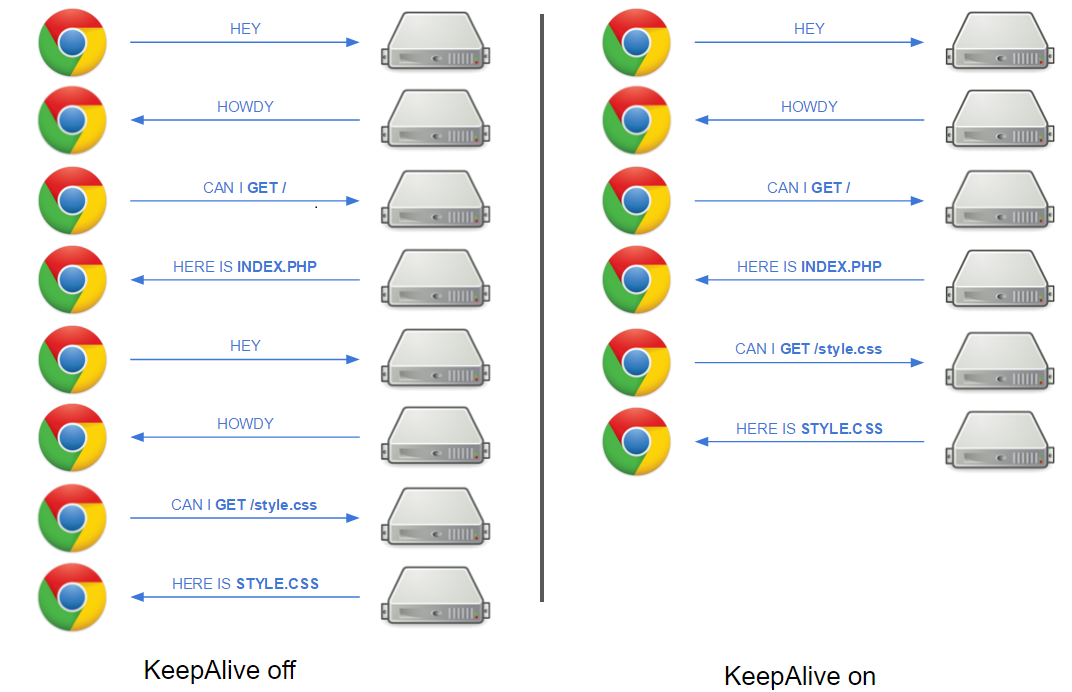 HEY
HOWDY
CAN I GET /
HERE IS INDEX.PHP
HEY
HOWDY
CAN I GET /style.css
HERE IS STYLE.CSS
KeepAlive off
HEY
HOWDY
CAN I GET /
HERE IS INDEX.PHP
CAN I GET /style.css
HERE IS STYLE.CSS
KeepAlive on